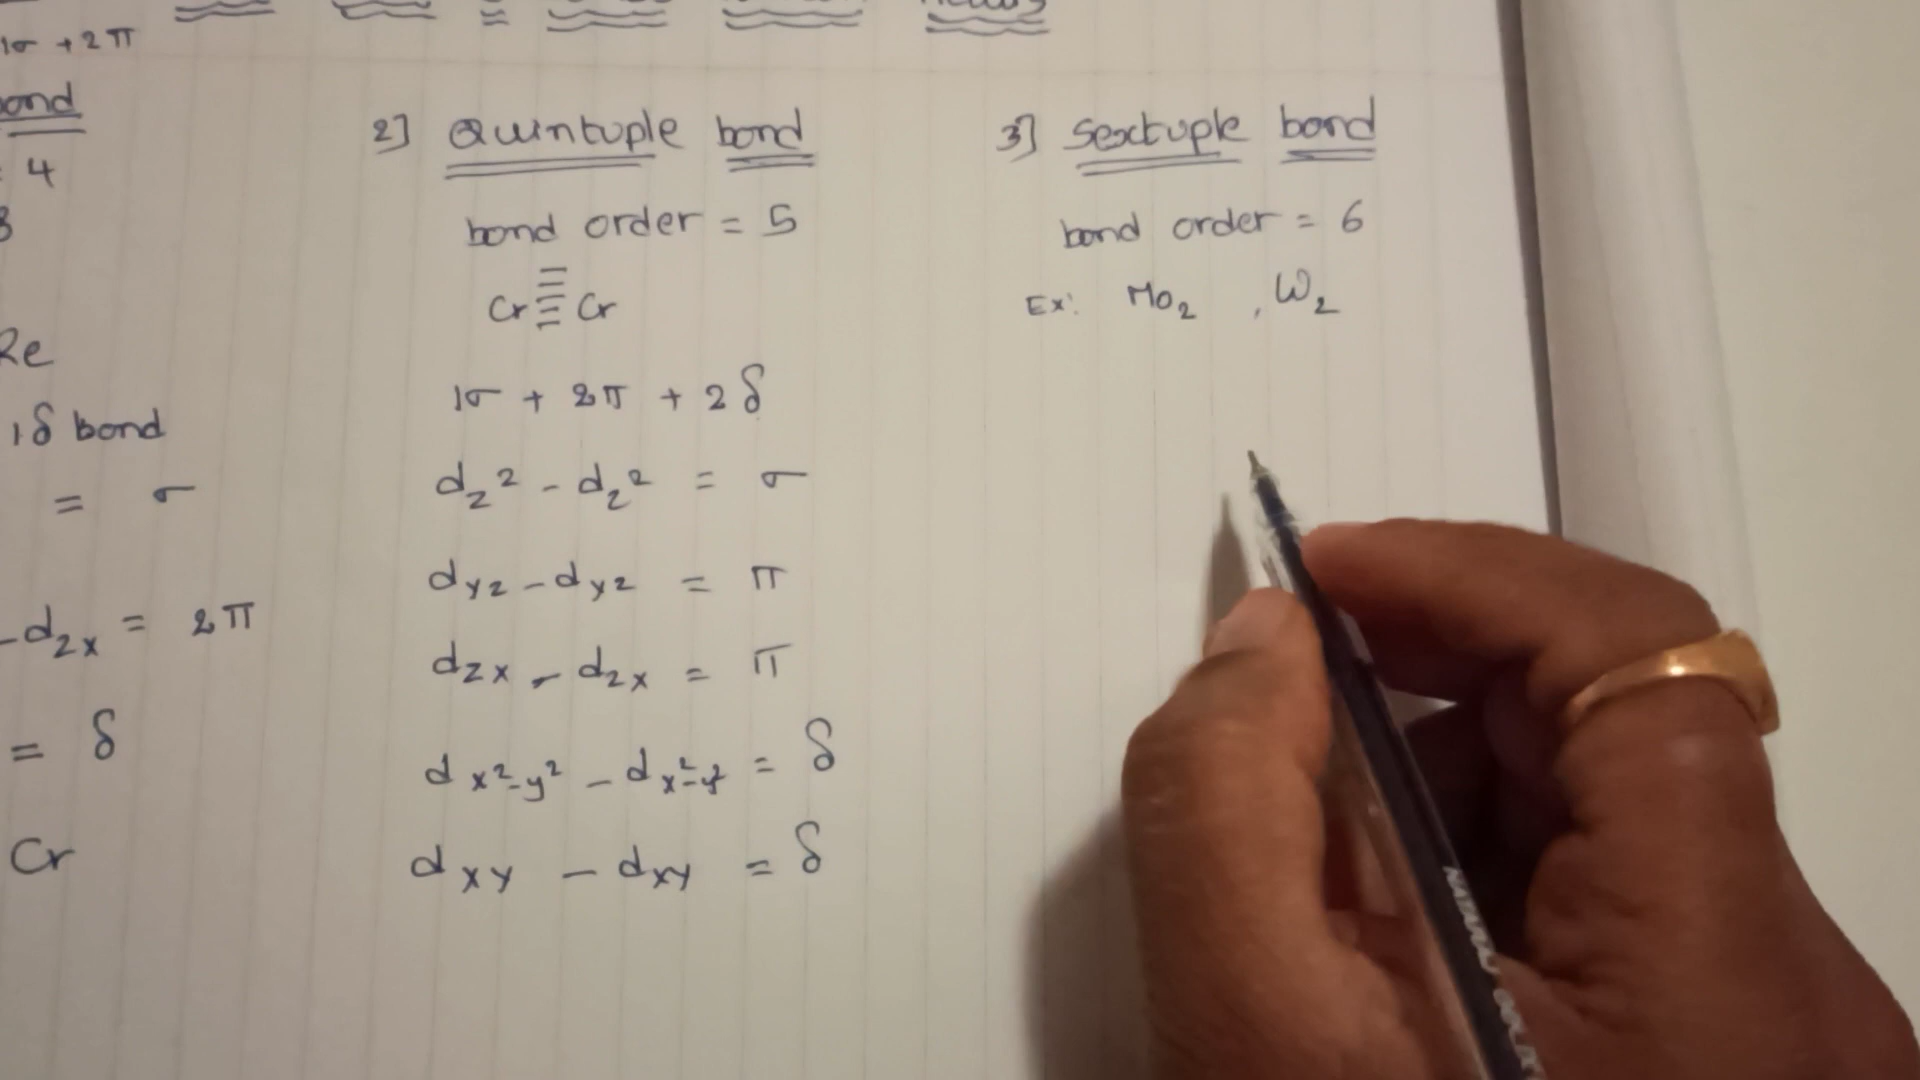 1σ + 2π
ond
4
Re
1δ bond
= σ
-dzx = 2π
= δ
Cr
2] Quintuple bond
bond order = 5
Cr ≣ Cr
1σ + 2π + 2δ
dz² - dz² = σ
dyz - dyz = π
dzx - dzx = π
dx²-y² - dx²-y² = δ
dxy - dxy = δ
3] Sextuple bond
bond order = 6
Ex: Mo₂ , W₂